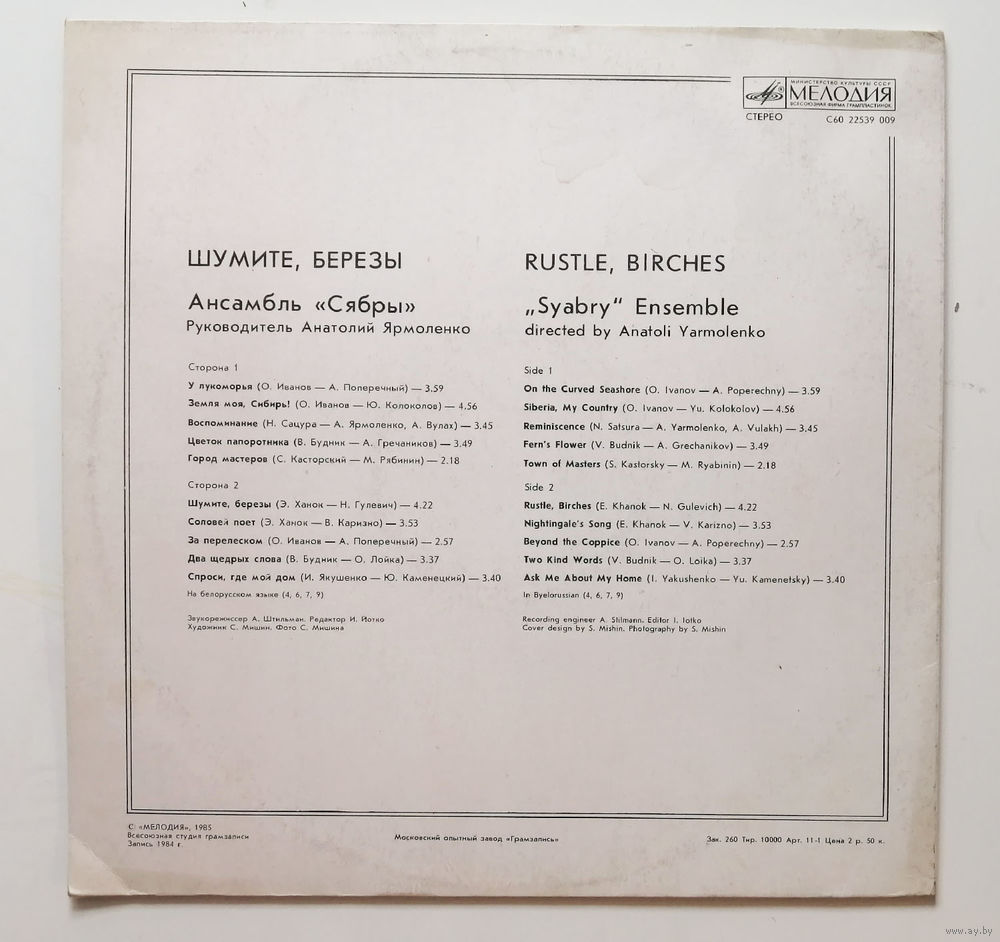 МИНИСТЕРСТВО КУЛЬТУРЫ СССР
МЕЛОДИЯ
ВСЕСОЮЗНАЯ ФИРМА ГРАМПЛАСТИНОК
СТЕРЕО С60 22539 009
ШУМИТЕ, БЕРЕЗЫ
Ансамбль «Сябры»
Руководитель Анатолий Ярмоленко
Сторона 1
У лукоморья (О. Иванов — А. Поперечный) — 3.59
Земля моя, Сибирь! (О. Иванов — Ю. Колоколов) — 4.56
Воспоминание (Н. Сацура — А. Ярмоленко, А. Вулах) — 3.45
Цветок папоротника (В. Будник — А. Гречаников) — 3.49
Город мастеров (С. Касторский — М. Рябинин) — 2.18
Сторона 2
Шумите, березы (Э. Ханок — Н. Гулевич) — 4.22
Соловей поет (Э. Ханок — В. Каризно) — 3.53
За перелеском (О. Иванов — А. Поперечный) — 2.57
Два щедрых слова (В. Будник — О. Лойка) — 3.37
Спроси, где мой дом (И. Якушенко — Ю. Каменецкий) — 3.40
На белорусском языке (4, 6, 7, 9)
Звукорежиссер А. Штильман. Редактор И. Йотко
Художник С. Мишин. Фото С. Мишина
RUSTLE, BIRCHES
„Syabry“ Ensemble
directed by Anatoli Yarmolenko
Side 1
On the Curved Seashore (O. Ivanov — A. Poperechny) — 3.59
Siberia, My Country (O. Ivanov — Yu. Kolokolov) — 4.56
Reminiscence (N. Satsura — A. Yarmolenko, A. Vulakh) — 3.45
Fern's Flower (V. Budnik — A. Grechanikov) — 3.49
Town of Masters (S. Kastorsky — M. Ryabinin) — 2.18
Side 2
Rustle, Birches (E. Khanok — N. Gulevich) — 4.22
Nightingale's Song (E. Khanok — V. Karizno) — 3.53
Beyond the Coppice (O. Ivanov — A. Poperechny) — 2.57
Two Kind Words (V. Budnik — O. Loika) — 3.37
Ask Me About My Home (I. Yakushenko — Yu. Kamenetsky) — 3.40
In Byelorussian (4, 6, 7, 9)
Recording engineer A. Stilmann. Editor I. Iotko
Cover design by S. Mishin. Photography by S. Mishin
С «МЕЛОДИЯ», 1985
Всесоюзная студия грамзаписи
Запись 1984 г.
Московский опытный завод «Грамзапись»
Зак. 260 Тир. 10000 Арт. 11-1 Цена 2 р. 50 к.
www.ay.by